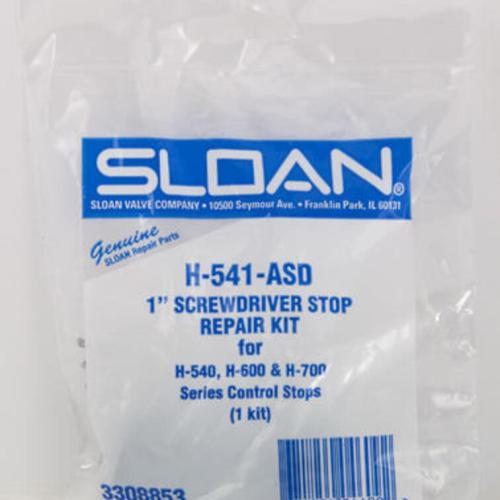 SLOAN®
SLOAN VALVE COMPANY • 10500 Seymour Ave. • Franklin Park, IL 60131
Genuine
SLOAN Repair Parts
H-541-ASD
1" SCREWDRIVER STOP
REPAIR KIT
for
H-540, H-600 & H-700
Series Control Stops
(1 kit)
3308853